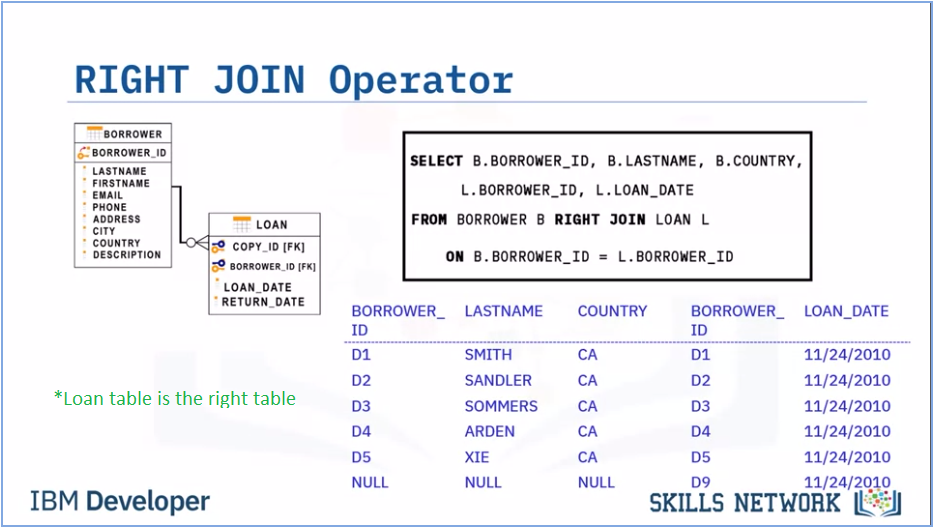 RIGHT JOIN Operator
BORROWER
BORROWER_ID
LASTNAME
FIRSTNAME
EMAIL
PHONE
ADDRESS
CITY
COUNTRY
DESCRIPTION
LOAN
COPY_ID [FK]
BORROWER_ID [FK]
LOAN_DATE
RETURN_DATE
SELECT B.BORROWER_ID, B.LASTNAME, B.COUNTRY,
L.BORROWER_ID, L.LOAN_DATE
FROM BORROWER B RIGHT JOIN LOAN L
ON B.BORROWER_ID = L.BORROWER_ID
BORROWER_ LASTNAME COUNTRY BORROWER_ LOAN_DATE
ID ID
D1 SMITH CA D1 11/24/2010
D2 SANDLER CA D2 11/24/2010
D3 SOMMERS CA D3 11/24/2010
D4 ARDEN CA D4 11/24/2010
D5 XIE CA D5 11/24/2010
NULL NULL NULL D9 11/24/2010
*Loan table is the right table
IBM Developer
SKILLS NETWORK